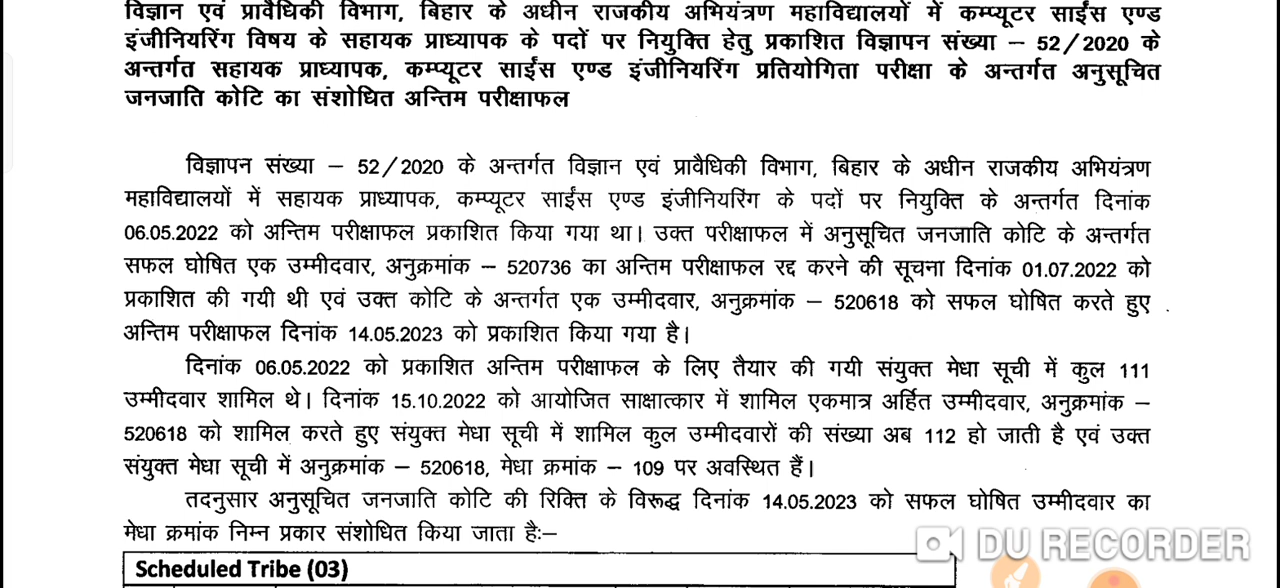 विज्ञान एवं प्रावैधिकी विभाग, बिहार के अधीन राजकीय अभियंत्रण महाविद्यालयों में कम्प्यूटर साईंस एण्ड
इंजीनियरिंग विषय के सहायक प्राध्यापक के पदों पर नियुक्ति हेतु प्रकाशित विज्ञापन संख्या – 52/2020 के
अन्तर्गत सहायक प्राध्यापक, कम्प्यूटर साईंस एण्ड इंजीनियरिंग प्रतियोगिता परीक्षा के अन्तर्गत अनुसूचित
जनजाति कोटि का संशोधित अन्तिम परीक्षाफल
विज्ञापन संख्या – 52/2020 के अन्तर्गत विज्ञान एवं प्रावैधिकी विभाग, बिहार के अधीन राजकीय अभियंत्रण
महाविद्यालयों में सहायक प्राध्यापक, कम्प्यूटर साईंस एण्ड इंजीनियरिंग के पदों पर नियुक्ति के अन्तर्गत दिनांक
06.05.2022 को अन्तिम परीक्षाफल प्रकाशित किया गया था। उक्त परीक्षाफल में अनुसूचित जनजाति कोटि के अन्तर्गत
सफल घोषित एक उम्मीदवार, अनुक्रमांक – 520736 का अन्तिम परीक्षाफल रद्द करने की सूचना दिनांक 01.07.2022 को
प्रकाशित की गयी थी एवं उक्त कोटि के अन्तर्गत एक उम्मीदवार, अनुक्रमांक – 520618 को सफल घोषित करते हुए
अन्तिम परीक्षाफल दिनांक 14.05.2023 को प्रकाशित किया गया है।
दिनांक 06.05.2022 को प्रकाशित अन्तिम परीक्षाफल के लिए तैयार की गयी संयुक्त मेधा सूची में कुल 111
उम्मीदवार शामिल थे। दिनांक 15.10.2022 को आयोजित साक्षात्कार में शामिल एकमात्र अर्हित उम्मीदवार, अनुक्रमांक –
520618 को शामिल करते हुए संयुक्त मेधा सूची में शामिल कुल उम्मीदवारों की संख्या अब 112 हो जाती है एवं उक्त
संयुक्त मेधा सूची में अनुक्रमांक – 520618, मेधा क्रमांक – 109 पर अवस्थित हैं।
तदनुसार अनुसूचित जनजाति कोटि की रिक्ति के विरूद्ध दिनांक 14.05.2023 को सफल घोषित उम्मीदवार का
मेधा क्रमांक निम्न प्रकार संशोधित किया जाता हैः–
DU RECORDER
Scheduled Tribe (03)